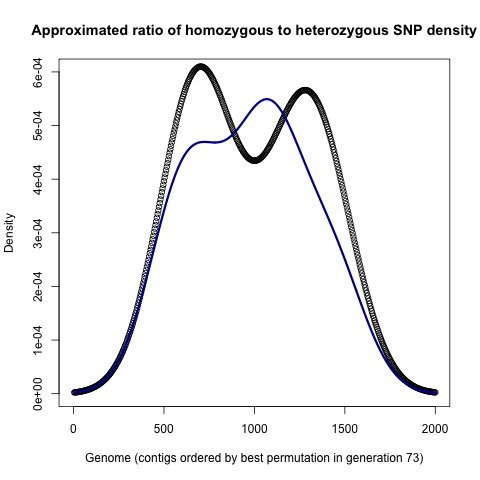 Approximated ratio of homozygous to heterozygous SNP density
6e-04
5e-04
4e-04
3e-04
2e-04
1e-04
0e+00
Density
0 500 1000 1500 2000
Genome (contigs ordered by best permutation in generation 73)